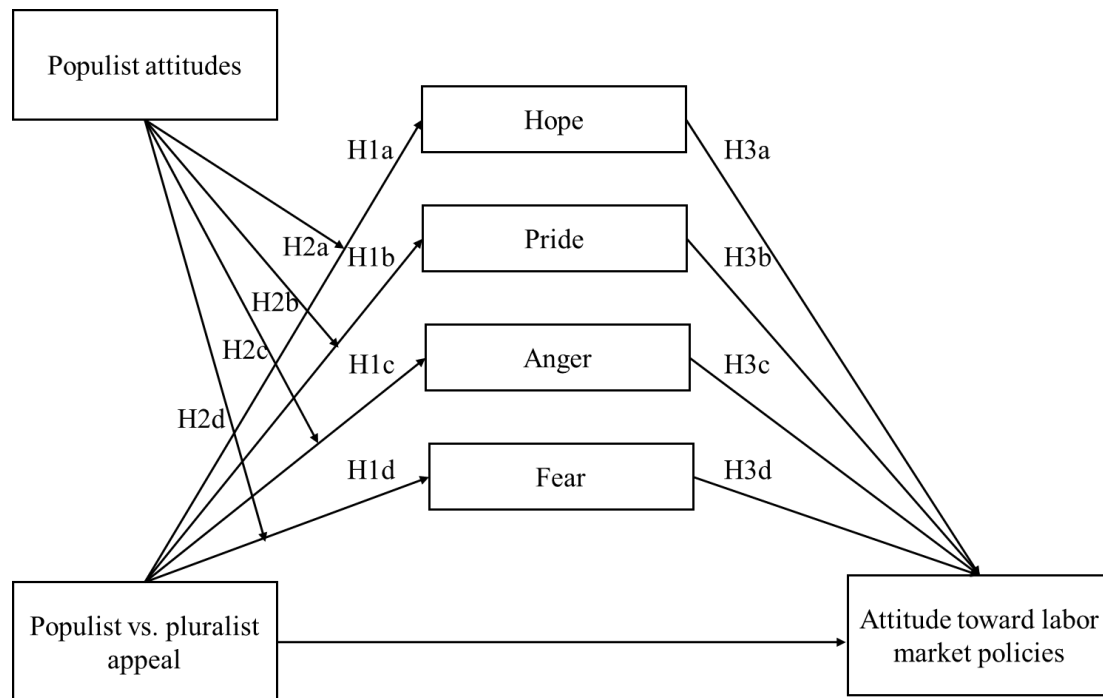 Populist attitudes
Hope
H1a
H3a
Pride
H2a
H1b
H3b
H2b
Anger
H2c
H1c
H3c
H2d
Fear
H1d
H3d
Populist vs. pluralist
appeal
Attitude toward labor
market policies